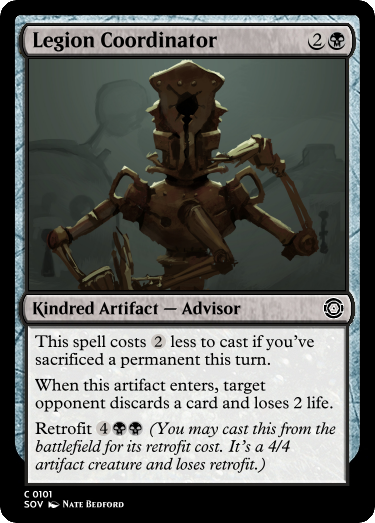 Legion Coordinator 2
Kindred Artifact — Advisor
This spell costs 2 less to cast if you've
sacrificed a permanent this turn.
When this artifact enters, target
opponent discards a card and loses 2 life.
Retrofit 4 (You may cast this from the
battlefield for its retrofit cost. It's a 4/4
artifact creature and loses retrofit.)
C 0101
SOV Nate Bedford